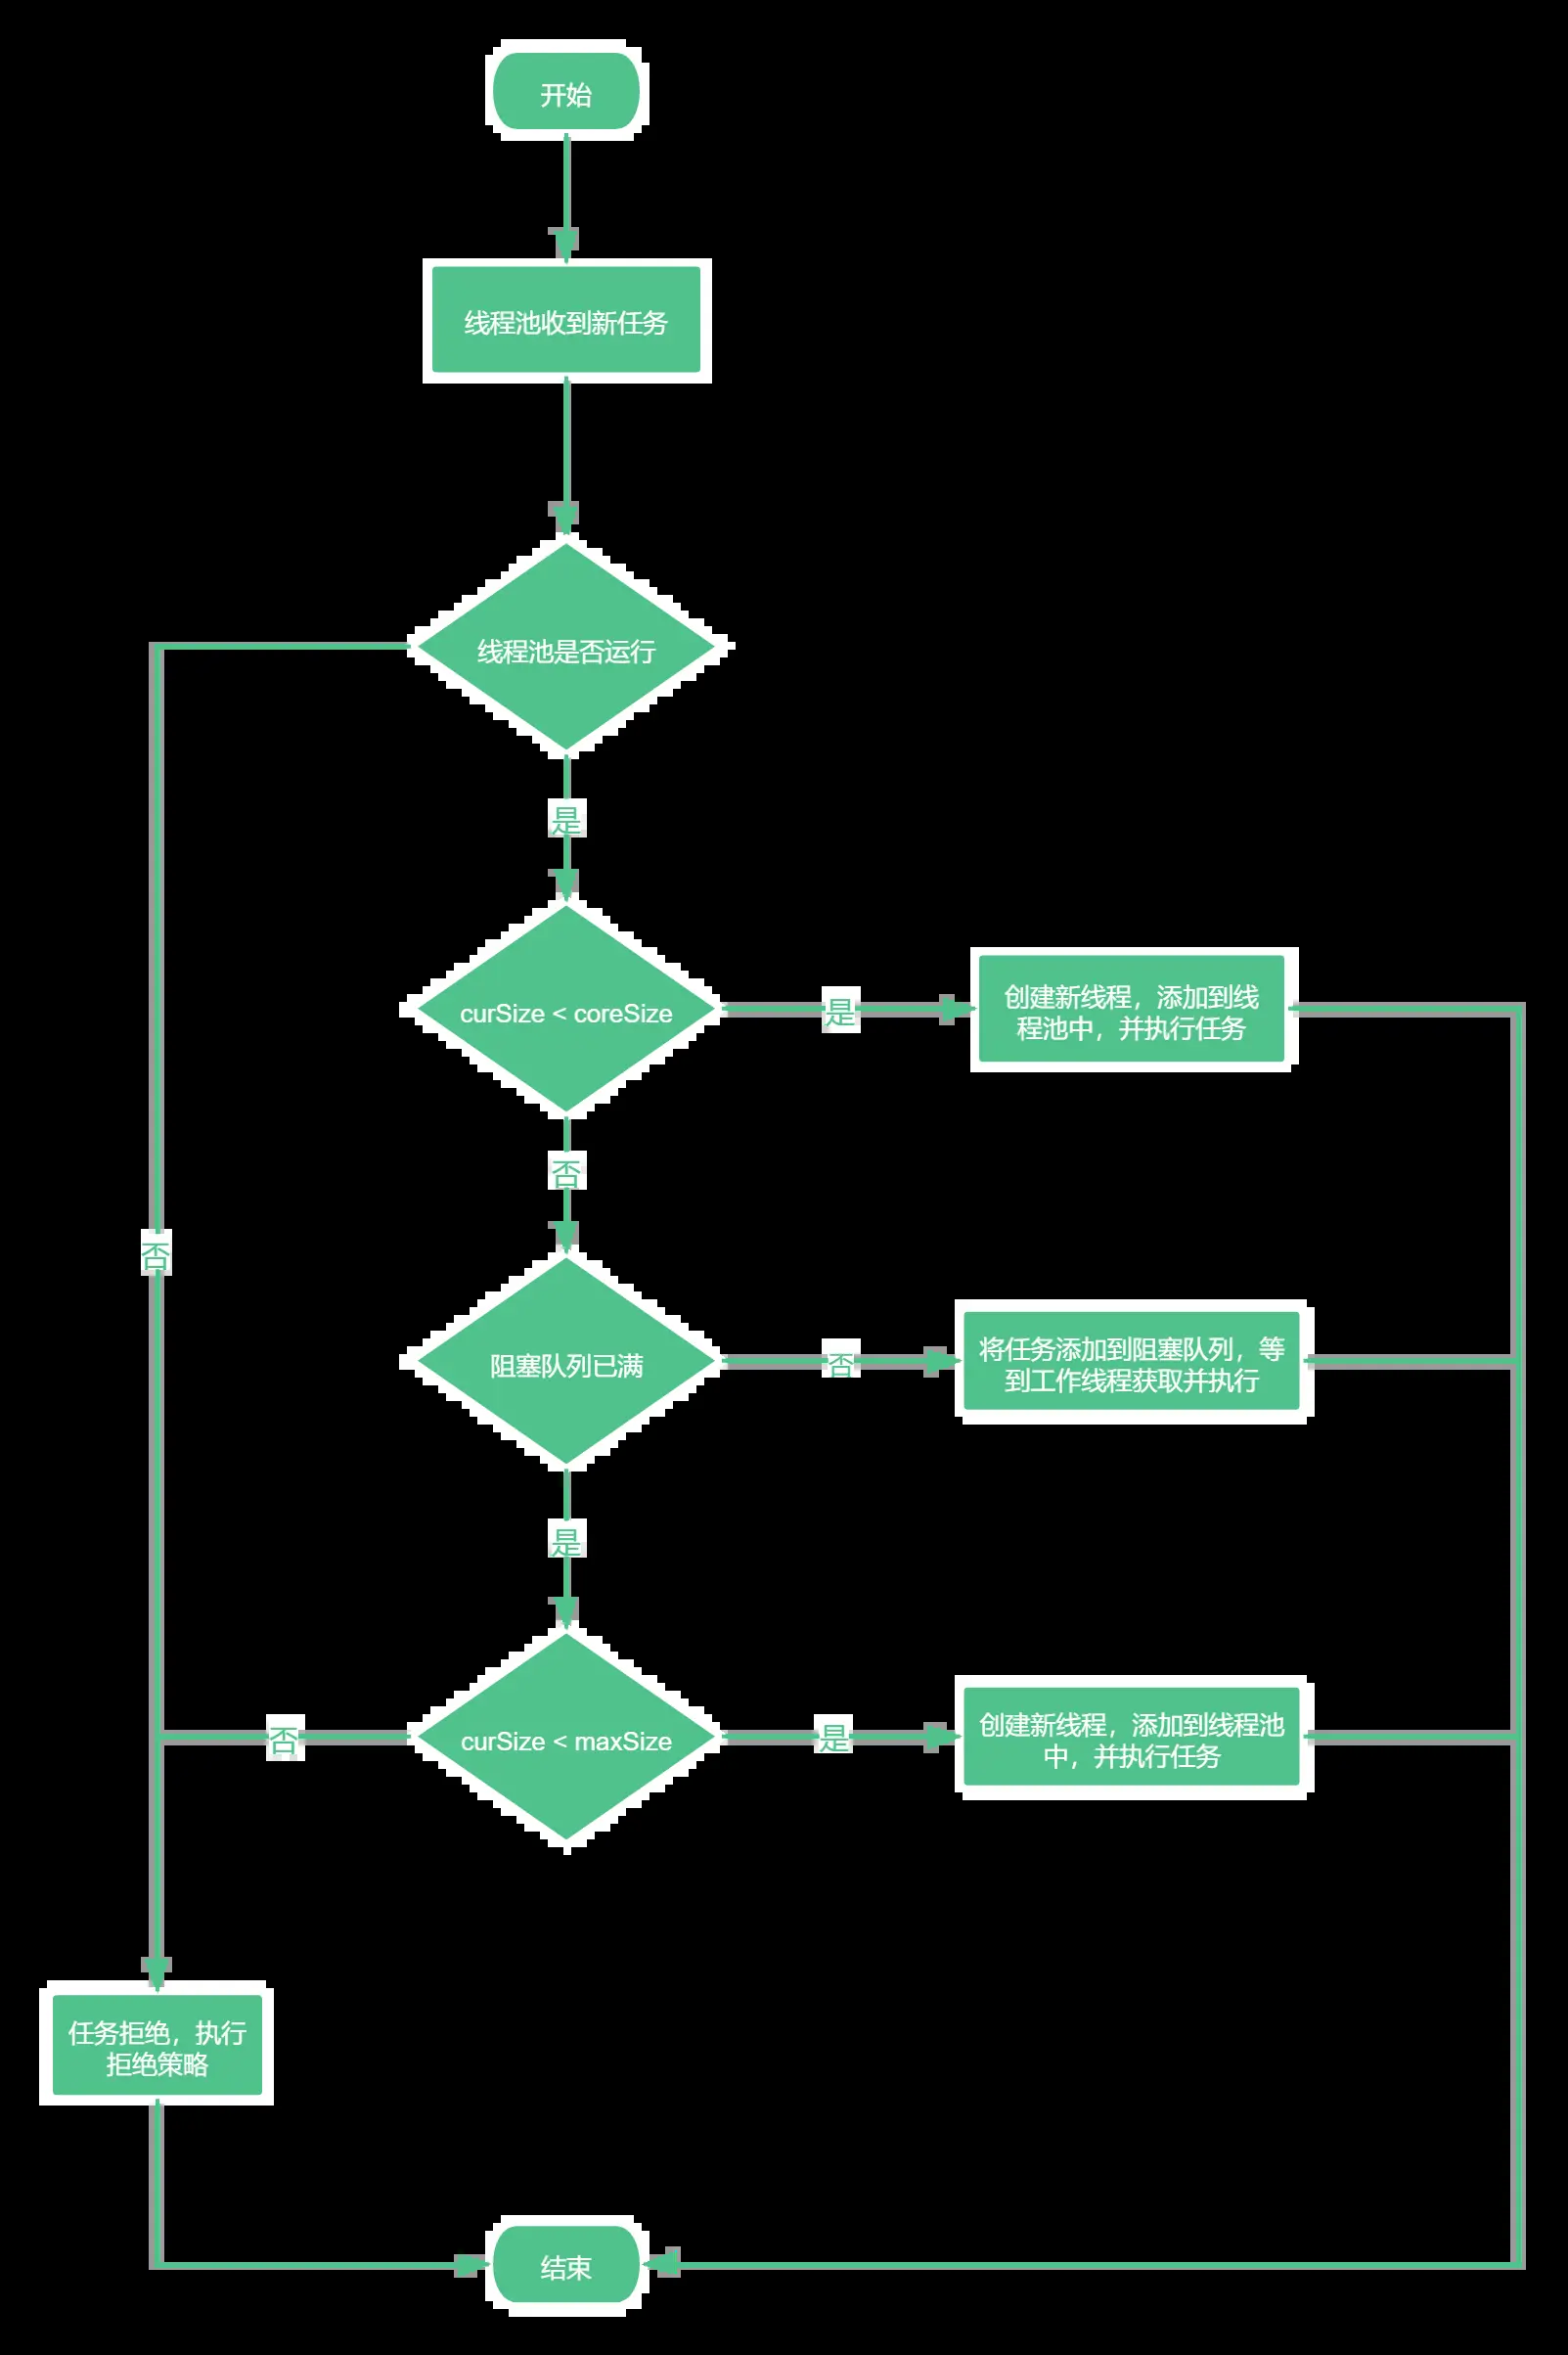 开始
线程池收到新任务
线程池是否运行
是
curSize < coreSize
是
创建新线程，添加到线
程池中，并执行任务
否
否
阻塞队列已满
否
将任务添加到阻塞队列，等
到工作线程获取并执行
是
curSize < maxSize
否
是
创建新线程，添加到线程池
中，并执行任务
任务拒绝，执行
拒绝策略
结束